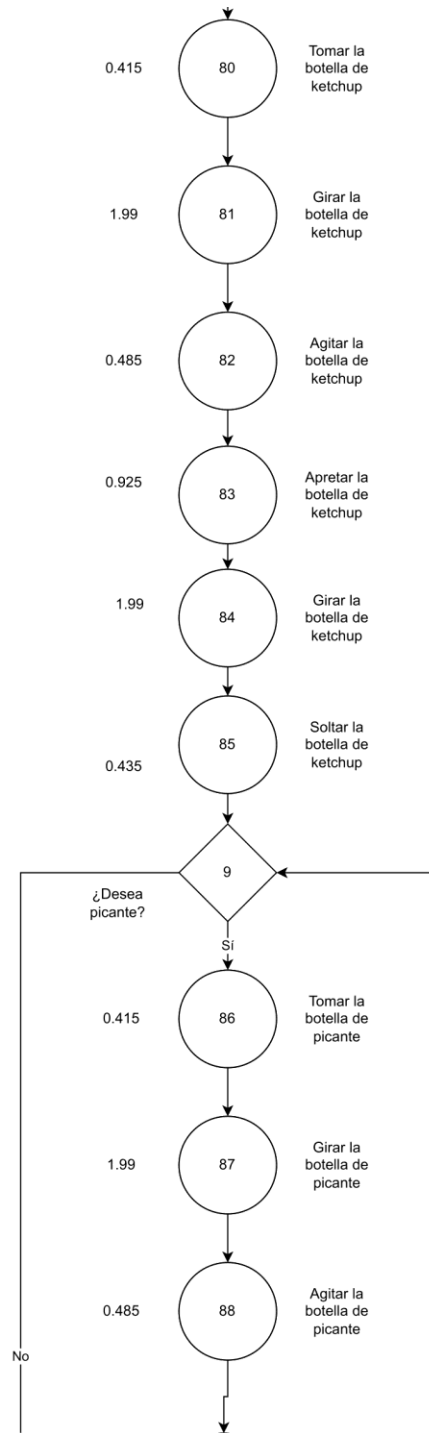 0.415
80
Tomar la
botella de
ketchup
1.99
81
Girar la
botella de
ketchup
0.485
82
Agitar la
botella de
ketchup
0.925
83
Apretar la
botella de
ketchup
1.99
84
Girar la
botella de
ketchup
0.435
85
Soltar la
botella de
ketchup
¿Desea
picante?
9
Sí
0.415
86
Tomar la
botella de
picante
1.99
87
Girar la
botella de
picante
0.485
88
Agitar la
botella de
picante
No